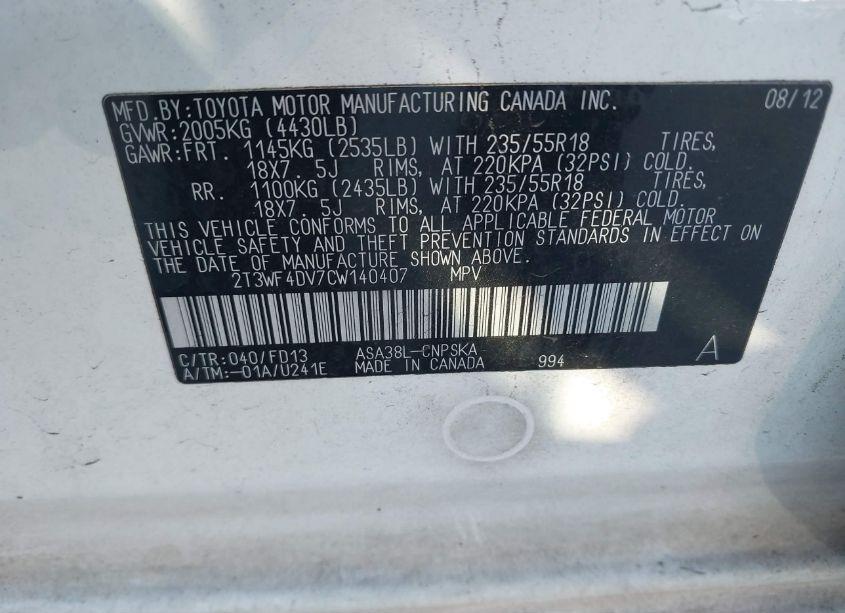 MFD.BY:TOYOTA MOTOR MANUFACTURING CANADA INC. 08/12
GVWR:2005KG (4430LB)
GAWR:FRT. 1145KG (2535LB) WITH 235/55R18 TIRES,
18X7. 5J RIMS, AT 220KPA (32PSI) COLD.
RR. 1100KG (2435LB) WITH 235/55R18 TIRES,
18X7. 5J RIMS, AT 220KPA (32PSI) COLD.
THIS VEHICLE CONFORMS TO ALL APPLICABLE FEDERAL MOTOR
VEHICLE SAFETY AND THEFT PREVENTION STANDARDS IN EFFECT ON
THE DATE OF MANUFACTURE SHOWN ABOVE.
2T3WF4DV7CW140407 MPV
C/TR:040/FD13 ASA38L-CNPSKA A
A/TM:-01A/U241E MADE IN CANADA 994